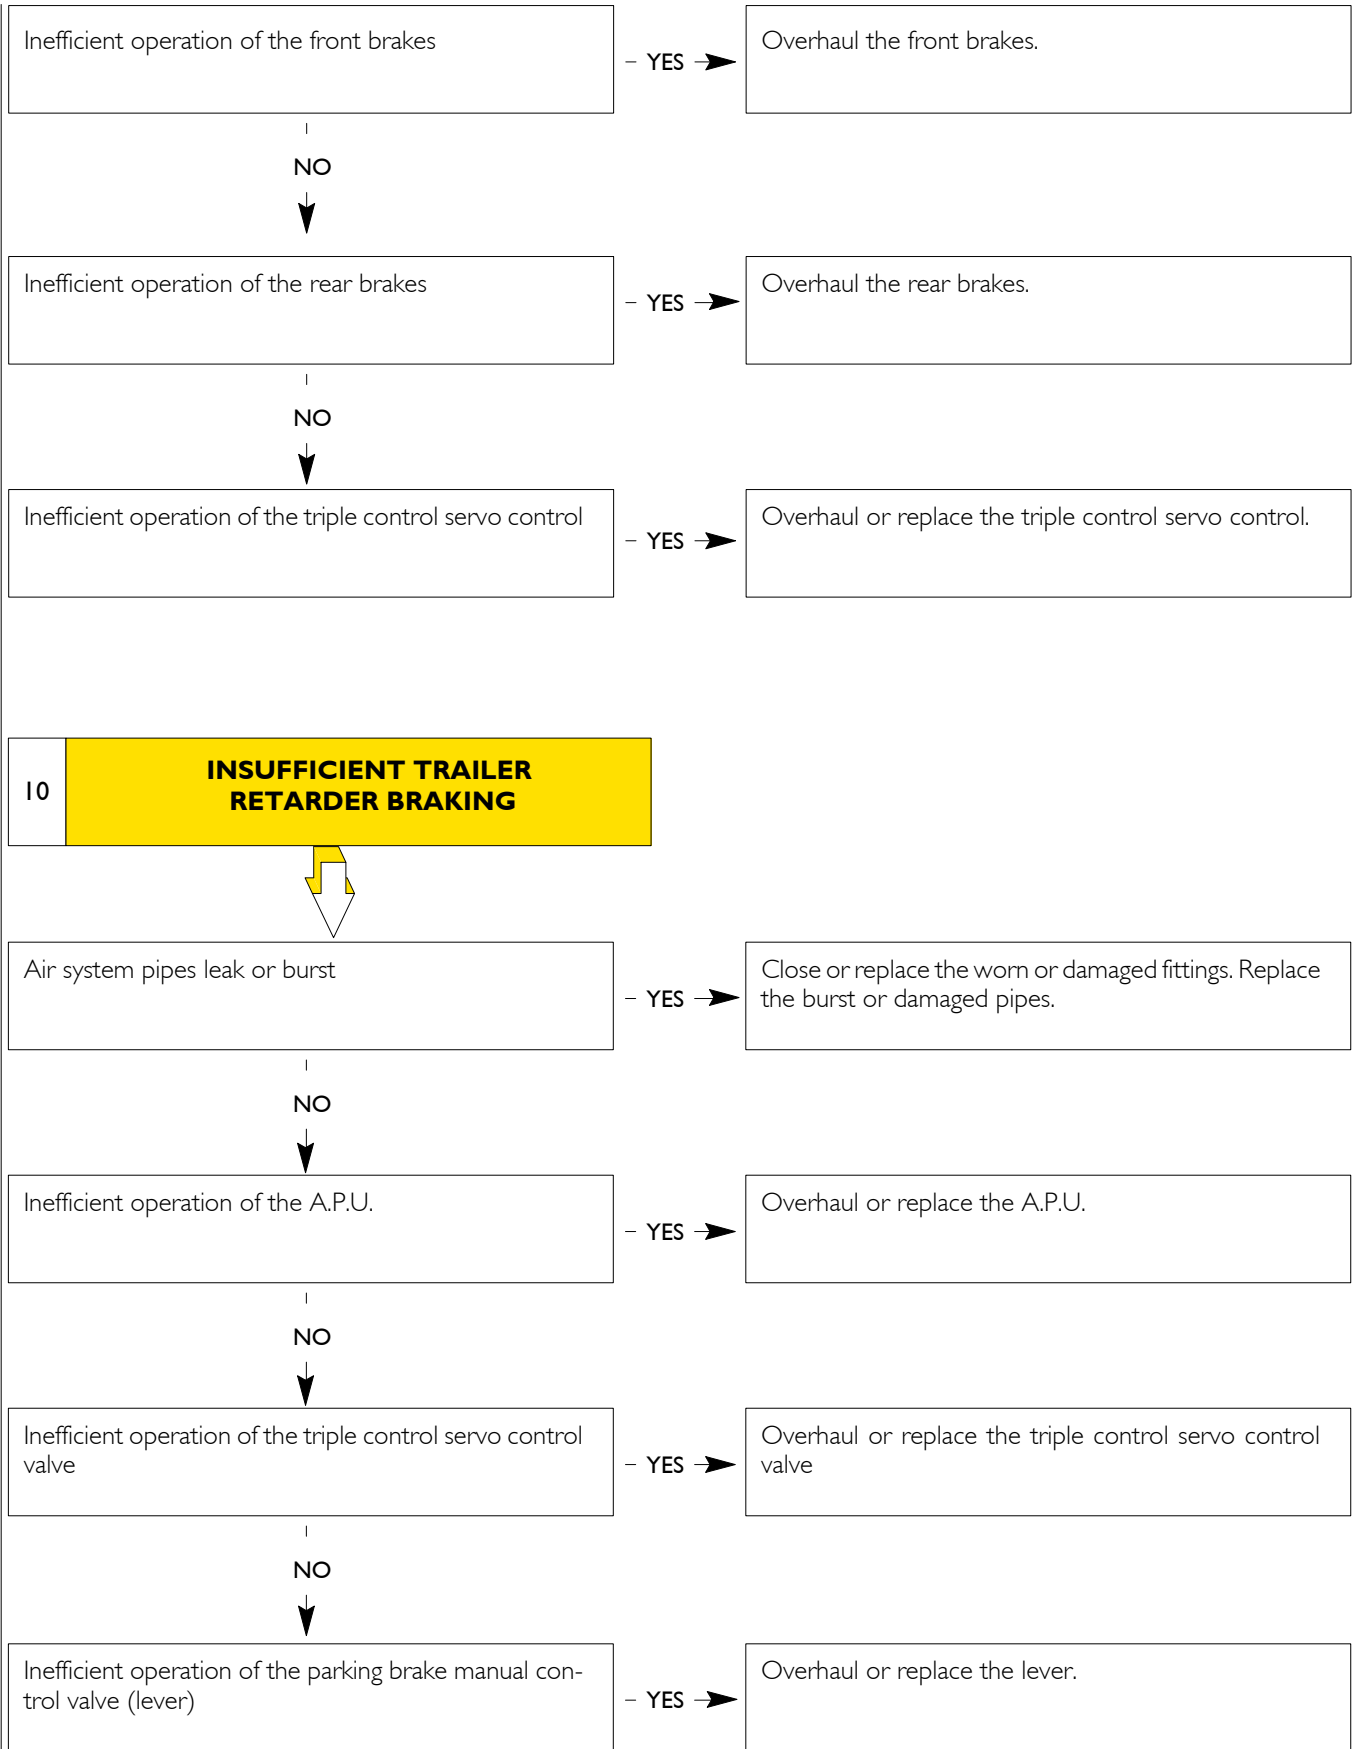 Inefficient operation of the front brakes
YES
Overhaul the front brakes.
NO
Inefficient operation of the rear brakes
YES
Overhaul the rear brakes.
NO
Inefficient operation of the triple control servo control
YES
Overhaul or replace the triple control servo control.
10
INSUFFICIENT TRAILER
RETARDER BRAKING
Air system pipes leak or burst
YES
Close or replace the worn or damaged fittings. Replace
the burst or damaged pipes.
NO
Inefficient operation of the A.P.U.
YES
Overhaul or replace the A.P.U.
NO
Inefficient operation of the triple control servo control
valve
YES
Overhaul or replace the triple control servo control
valve
NO
Inefficient operation of the parking brake manual con-
trol valve (lever)
YES
Overhaul or replace the lever.